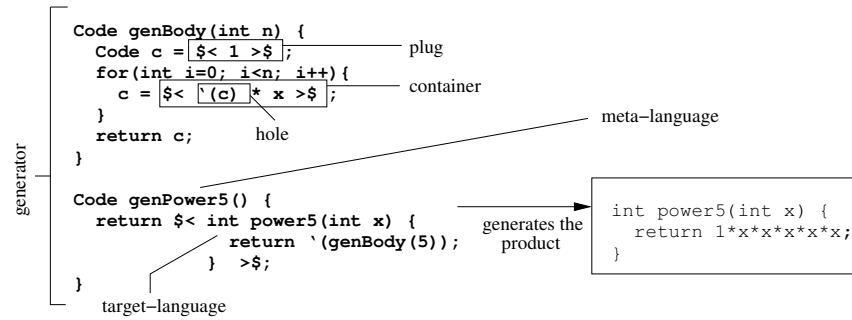 Code genBody(int n) {
Code c = $< 1 >$ ;
plug
for(int i=0; i<n; i++){
c = $< `(c) * x >$ ;
container
}
hole
return c;
meta-language
}
generator
Code genPower5() {
return $< int power5(int x) {
return `(genBody(5));
} >$;
}
target-language
generates the
product
int power5(int x) {
return 1*x*x*x*x*x;
}